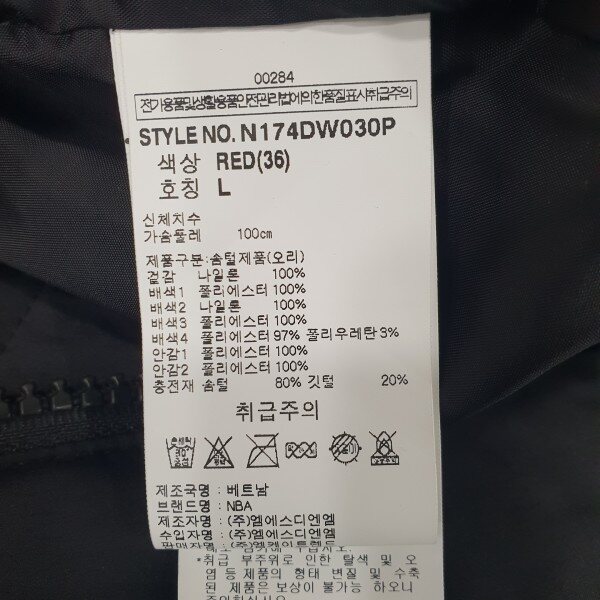 00284
전기용품및생활용품안전관리법에의한품질표시취급주의
STYLE NO. N174DW030P
색상 RED(36)
호칭 L
신체치수
가슴둘레 100cm
제품구분:솜털제품(오리)
겉감 나일론 100%
배색1 폴리에스터 100%
배색2 나일론 100%
배색3 폴리에스터 100%
배색4 폴리에스터 97% 폴리우레탄 3%
안감1 폴리에스터 100%
안감2 폴리에스터 100%
충전재 솜털 80% 깃털 20%
취급주의
제조국명 : 베트남
브랜드명 : NBA
제조자명 : (주)엘에스디엔엠
수입자명 : (주)엘에스디엔엠
*취급 부주위로 인한 탈색 및 오
염 등 제품의 형태 변질 및 수축
된 제품은 보상이 불가능 하오니
주의하여 주십시오